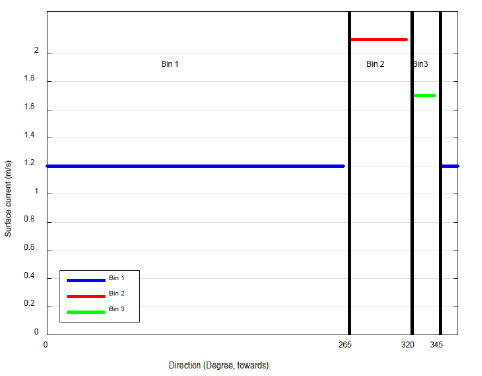 2
1.8
1.6
1.4
1.2
1
0.8
0.6
0.4
0.2
0
Surface current (m/s)
Bin 1
Bin 2
Bin3
Bin 1
Bin 2
Bin 3
0
265
320
345
Direction (Degree, towards)